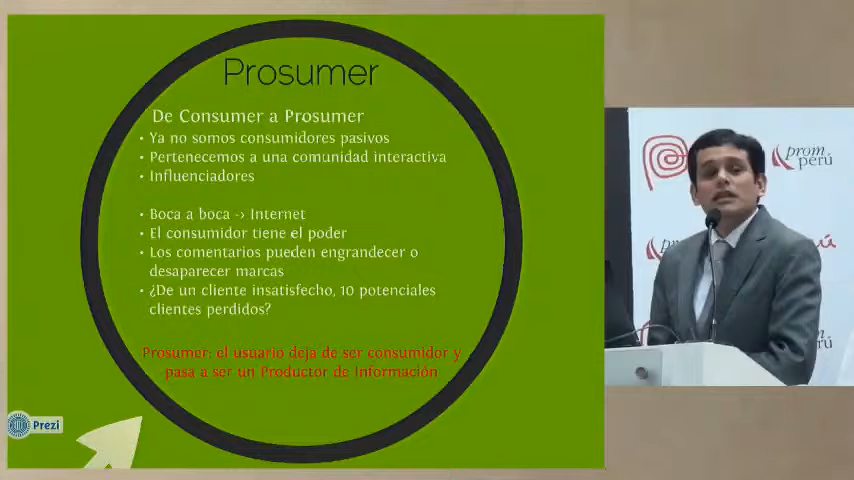 Prosumer
De Consumer a Prosumer
• Ya no somos consumidores pasivos
• Pertenecemos a una comunidad interactiva
• Influenciadores
• Boca a boca -> Internet
• El consumidor tiene el poder
• Los comentarios pueden engrandecer o
desaparecer marcas
• ¿De un cliente insatisfecho, 10 potenciales
clientes perdidos?
Prosumer: el usuario deja de ser consumidor y
pasa a ser un Productor de Información
Prezi
prom
perú